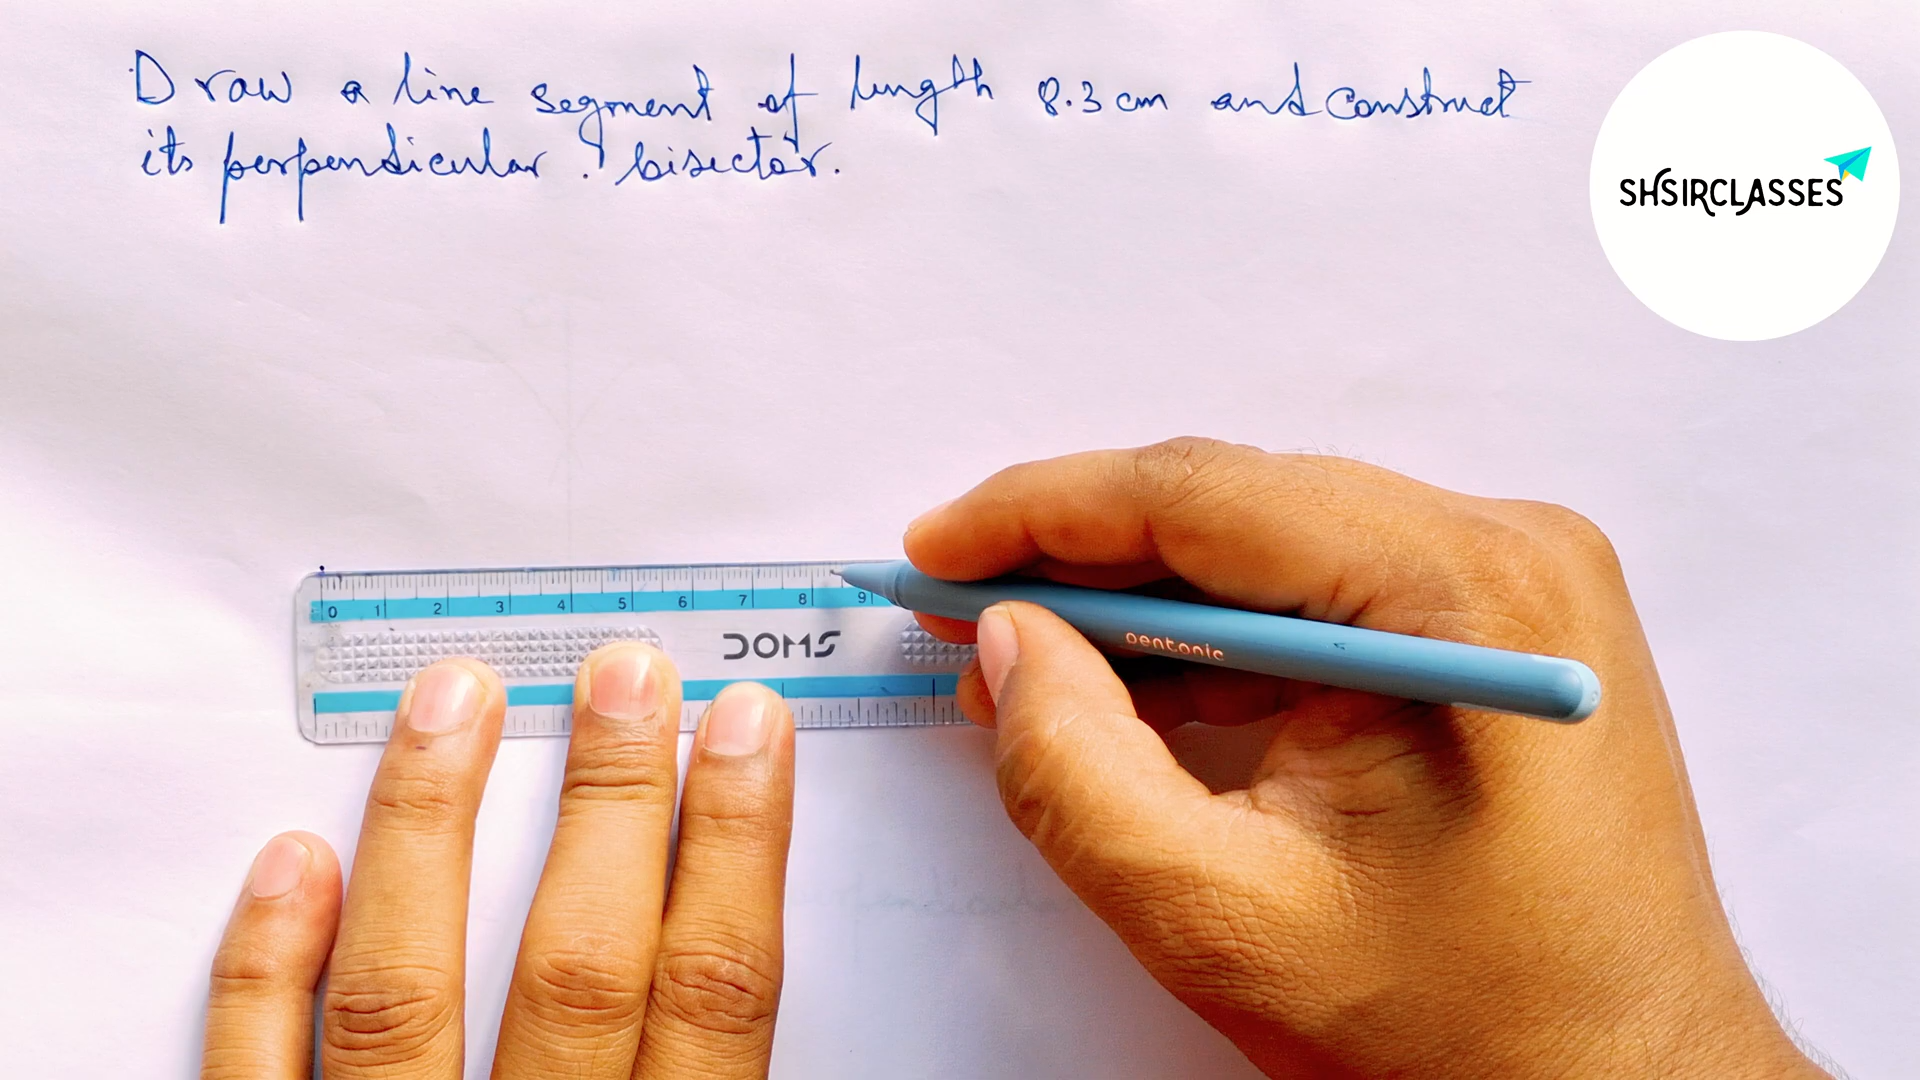 Draw a line segment of length 8.3 cm and construct
its perpendicular . bisector.
SHSIRCLASSES
0 1 2 3 4 5 6 7 8 9
DOMS
pentonic